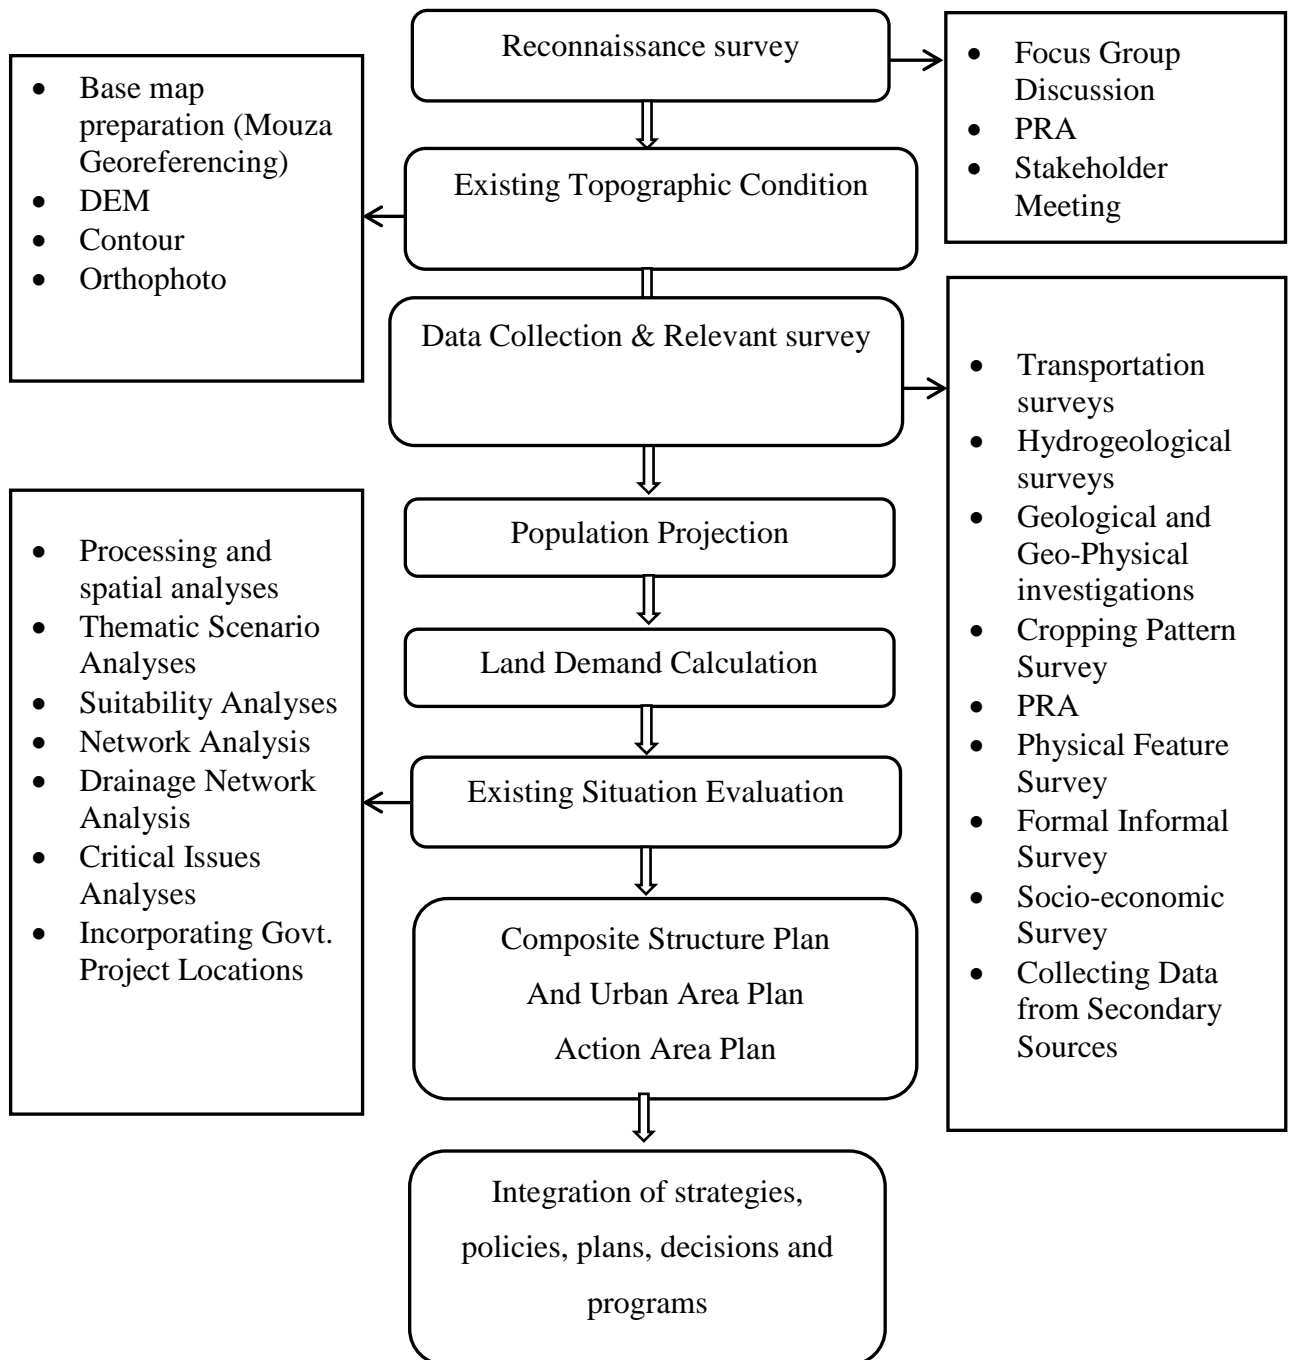 Reconnaissance survey
• Focus Group
Discussion
• PRA
• Stakeholder
Meeting
• Base map
preparation (Mouza
Georeferencing)
• DEM
• Contour
• Orthophoto
Existing Topographic Condition
Data Collection & Relevant survey
• Transportation
surveys
• Hydrogeological
surveys
• Geological and
Geo-Physical
investigations
• Cropping Pattern
Survey
• PRA
• Physical Feature
Survey
• Formal Informal
Survey
• Socio-economic
Survey
• Collecting Data
from Secondary
Sources
Population Projection
Land Demand Calculation
Existing Situation Evaluation
• Processing and
spatial analyses
• Thematic Scenario
Analyses
• Suitability Analyses
• Network Analysis
• Drainage Network
Analysis
• Critical Issues
Analyses
• Incorporating Govt.
Project Locations
Composite Structure Plan
And Urban Area Plan
Action Area Plan
Integration of strategies,
policies, plans, decisions and
programs